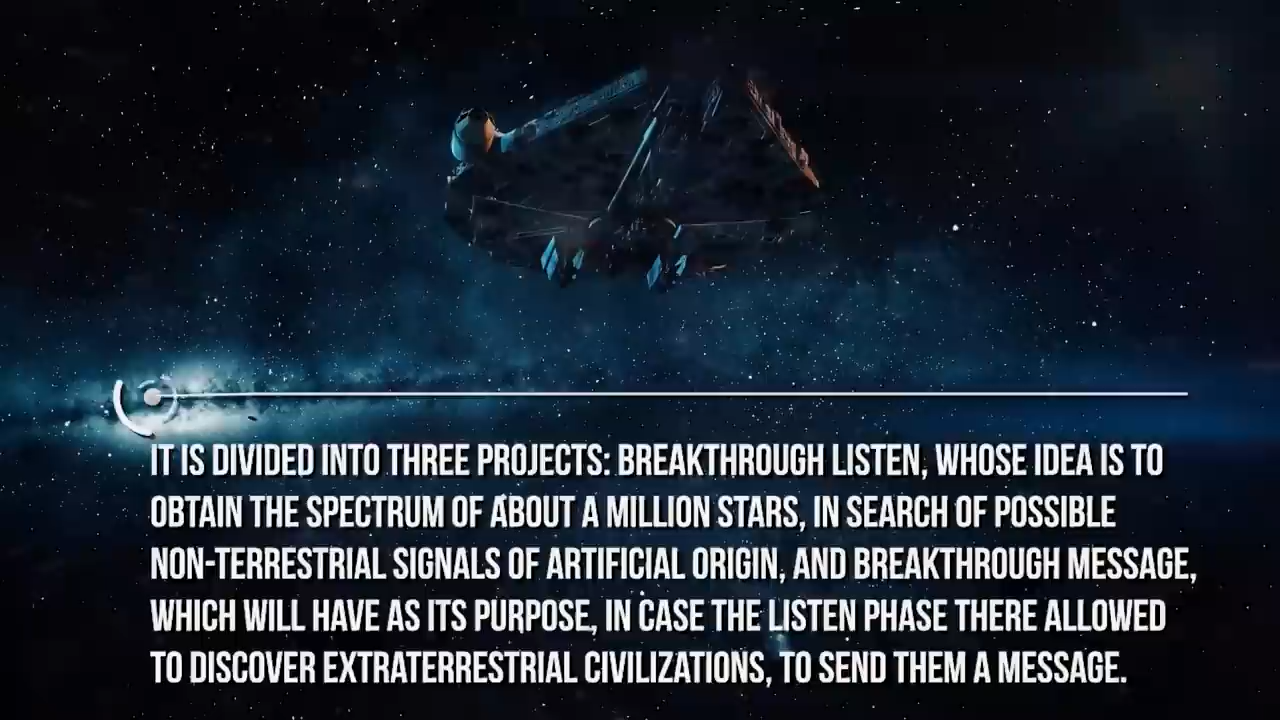 IT IS DIVIDED INTO THREE PROJECTS: BREAKTHROUGH LISTEN, WHOSE IDEA IS TO
OBTAIN THE SPECTRUM OF ABOUT A MILLION STARS, IN SEARCH OF POSSIBLE
NON-TERRESTRIAL SIGNALS OF ARTIFICIAL ORIGIN, AND BREAKTHROUGH MESSAGE,
WHICH WILL HAVE AS ITS PURPOSE, IN CASE THE LISTEN PHASE THERE ALLOWED
TO DISCOVER EXTRATERRESTRIAL CIVILIZATIONS, TO SEND THEM A MESSAGE.